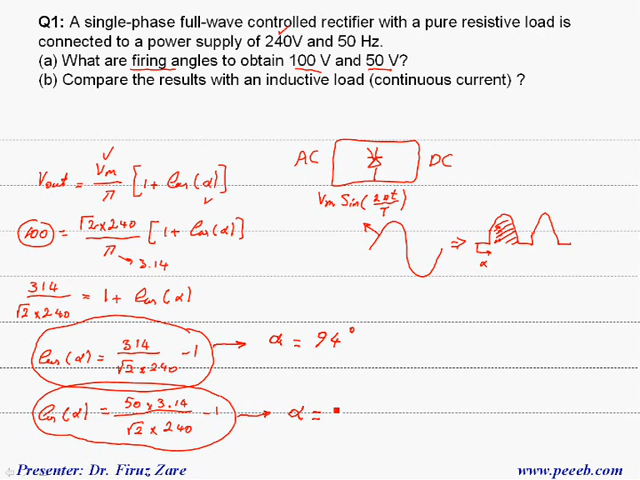 Q1: A single-phase full-wave controlled rectifier with a pure resistive load is
connected to a power supply of 240V and 50 Hz.
(a) What are firing angles to obtain 100 V and 50 V?
(b) Compare the results with an inductive load (continuous current) ?
Vout = Vm/π [1 + Cos(α)]
AC DC
Vm Sin(2πt/T)
100 = √2×240/π [1 + Cos(α)]
3.14
⇒ α
314/√2×240 = 1 + Cos(α)
Cos(α) = 314/√2×240 -1 → α = 94°
Cos(α) = 50×3.14/√2×240 -1 → α =
Presenter: Dr. Firuz Zare www.peeeb.com